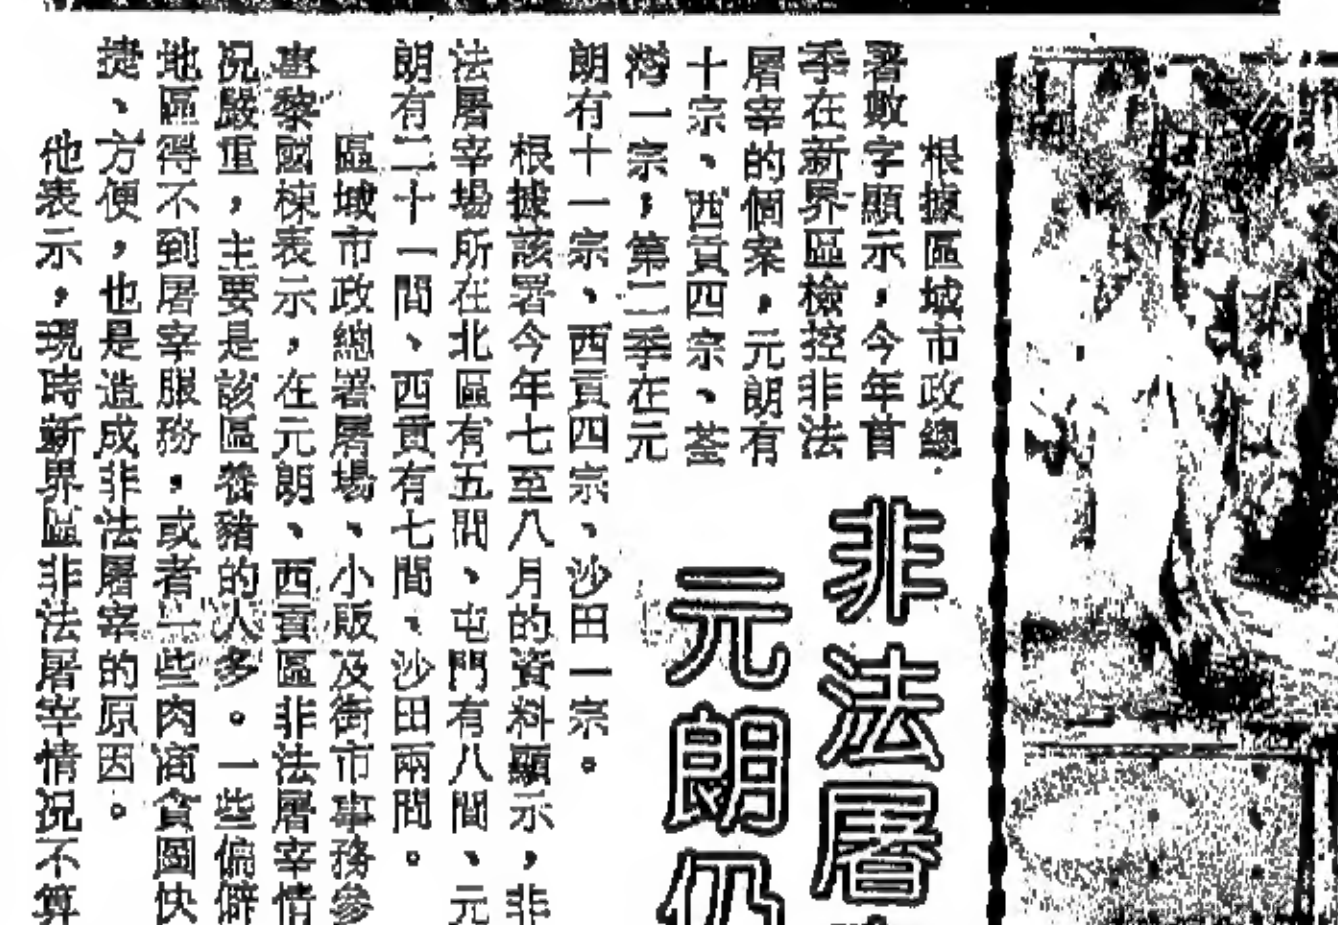 非法屠
元朗仍
根據區域市政總
署數字顯示，今年首
季在新界區檢控非法
屠宰的個案，元朗有
十宗、西貢四宗、荃
灣一宗，第二季在元
朗有十一宗、西貢四宗、沙田一宗。
根據該署今年七至八月的資料顯示，非
法屠宰場所在北區有五間、屯門有八間、元
朗有二十一間、西貢有七間、沙田兩間。
區域市政總署屠場、小販及街市事務參
事黎國棟表示，在元朗、西貢區非法屠宰情
況嚴重，主要是該區養豬的人多。一些偏僻
地區得不到屠宰服務，或者一些肉商貪圖快
捷、方便，也是造成非法屠宰的原因。
他表示，現時新界區非法屠宰情況不算